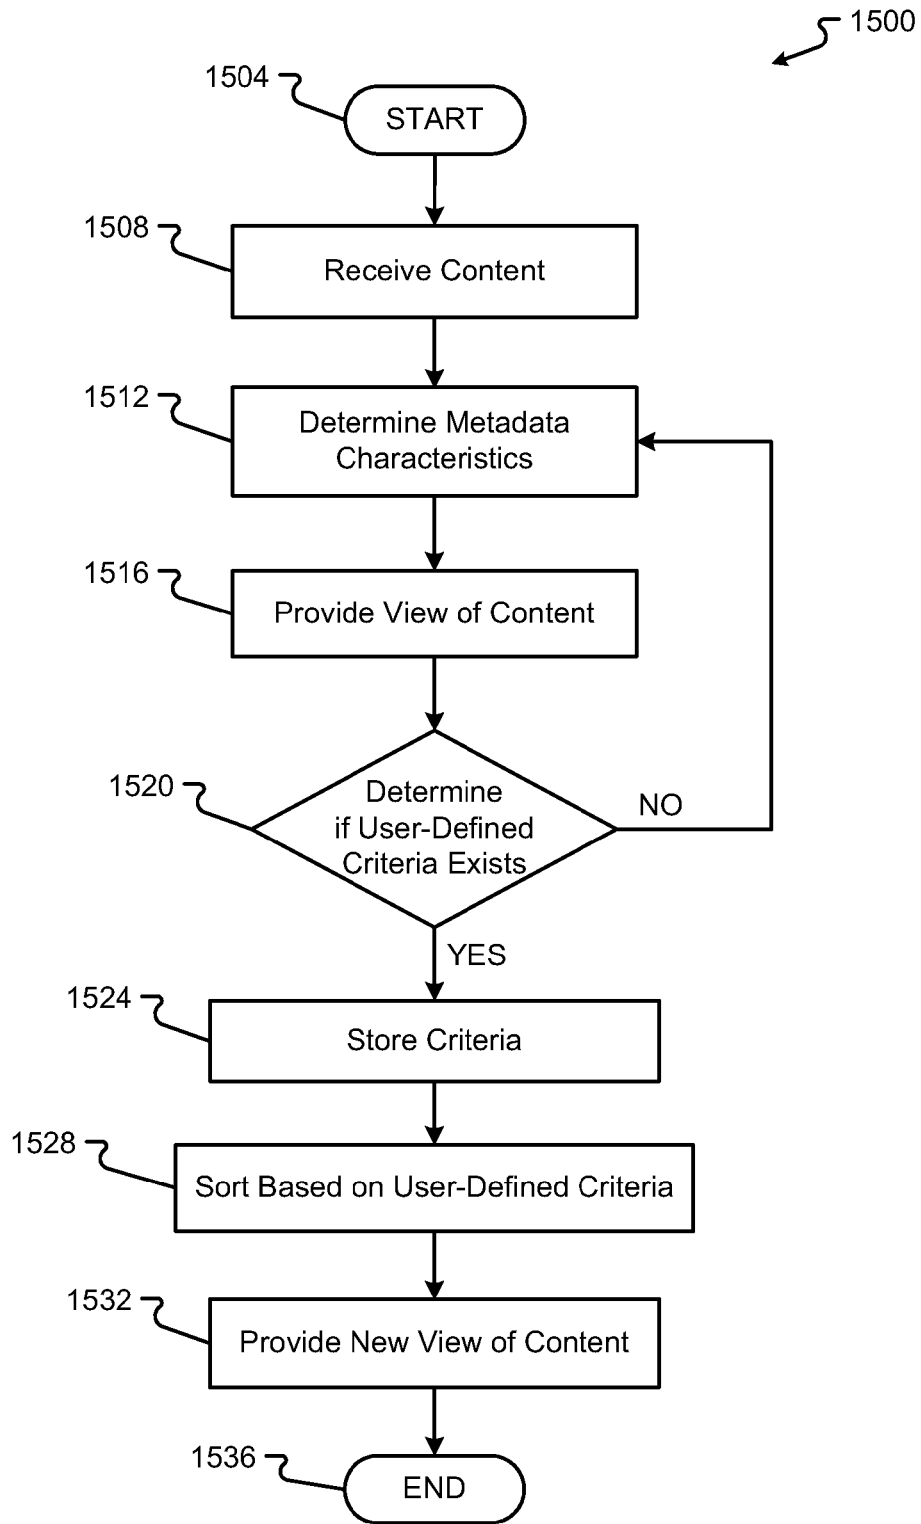 1500
1504
START
1508
Receive Content
1512
Determine Metadata
Characteristics
1516
Provide View of Content
1520
Determine
if User-Defined
Criteria Exists
NO
YES
1524
Store Criteria
1528
Sort Based on User-Defined Criteria
1532
Provide New View of Content
1536
END